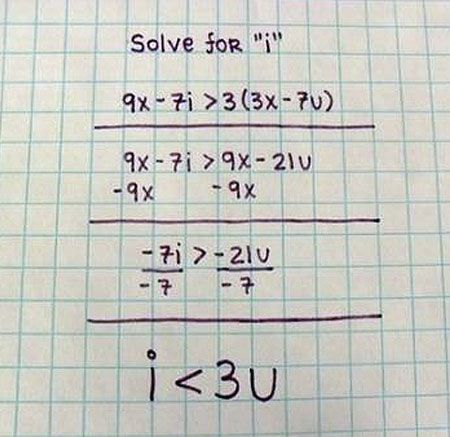 Solve for "i"
9x - 7i > 3(3x - 7u)
9x - 7i > 9x - 21u
-9x -9x
-7i > -21u
-7 -7
i < 3u